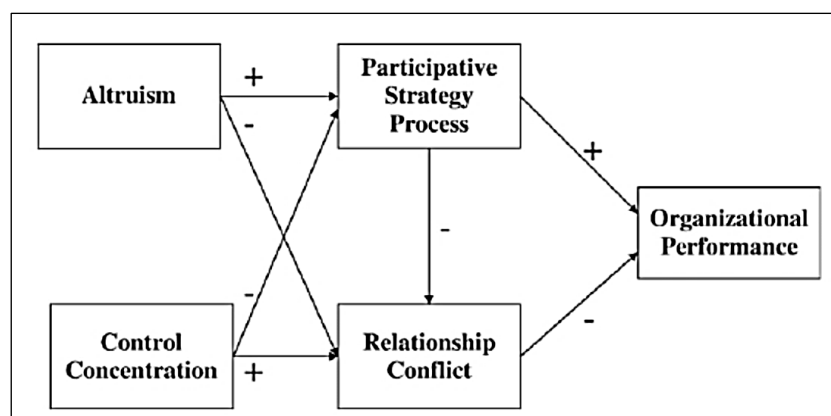 Altruism
+
-
Participative
Strategy
Process
+
-
Organizational
Performance
-
Control
Concentration
+
Relationship
Conflict
-